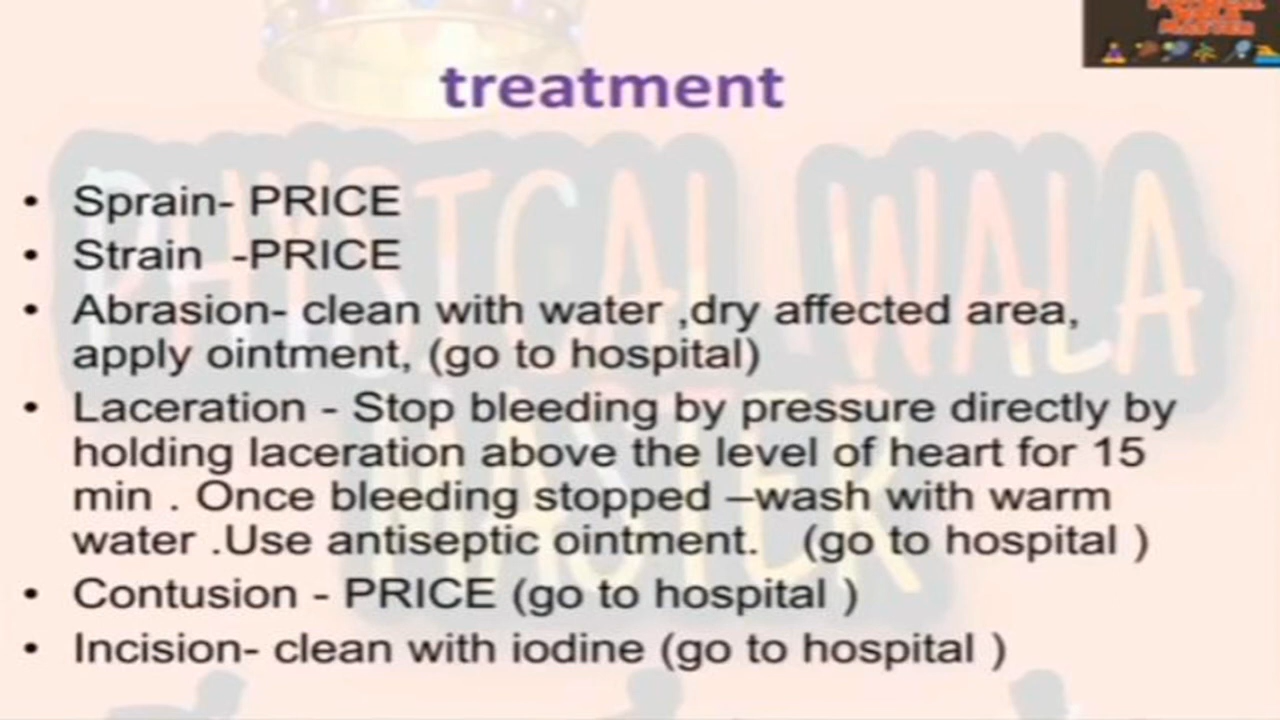 treatment
• Sprain- PRICE
• Strain -PRICE
• Abrasion- clean with water ,dry affected area,
apply ointment, (go to hospital)
• Laceration - Stop bleeding by pressure directly by
holding laceration above the level of heart for 15
min . Once bleeding stopped –wash with warm
water .Use antiseptic ointment. (go to hospital )
• Contusion - PRICE (go to hospital )
• Incision- clean with iodine (go to hospital )
PHYSICAL WALA
MASTER